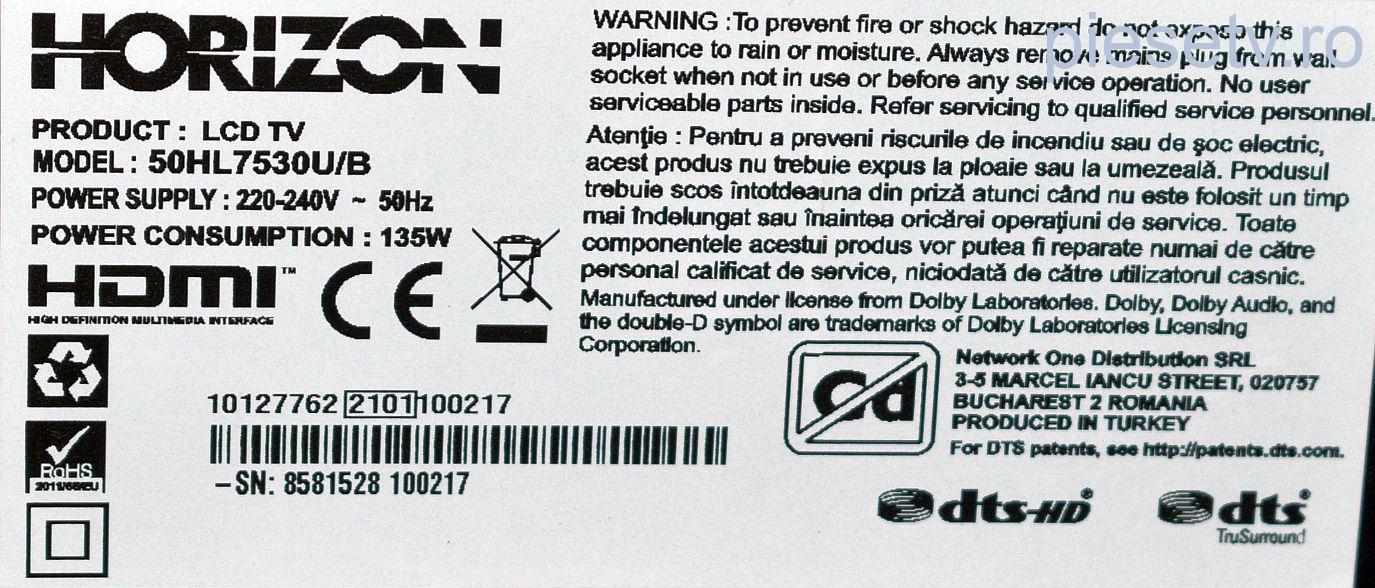 HORIZON
PRODUCT : LCD TV
MODEL : 50HL7530U/B
POWER SUPPLY : 220-240V ~ 50Hz
POWER CONSUMPTION : 135W
HDMI™
HIGH DEFINITION MULTIMEDIA INTERFACE
CE
RoHS
2011/65/EU
10127762 2101 100217
–SN: 8581528 100217
WARNING :To prevent fire or shock hazard do not expose this
appliance to rain or moisture. Always remove mains plug from wall
socket when not in use or before any service operation. No user
serviceable parts inside. Refer servicing to qualified service personnel.
Atenţie : Pentru a preveni riscurile de incendiu sau de şoc electric,
acest produs nu trebuie expus la ploaie sau la umezeală. Produsul
trebuie scos întotdeauna din priză atunci când nu este folosit un timp
mai îndelungat sau înaintea oricărei operaţiuni de service. Toate
componentele acestui produs vor putea fi reparate numai de către
personal calificat de service, niciodată de către utilizatorul casnic.
Manufactured under license from Dolby Laboratories. Dolby, Dolby Audio, and
the double-D symbol are trademarks of Dolby Laboratories Licensing
Corporation.
Cd
Network One Distribution SRL
3-5 MARCEL IANCU STREET, 020757
BUCHAREST 2 ROMANIA
PRODUCED IN TURKEY
For DTS patents, see http://patents.dts.com.
dts-HD®
dts®
TruSurround
piesetv.ro